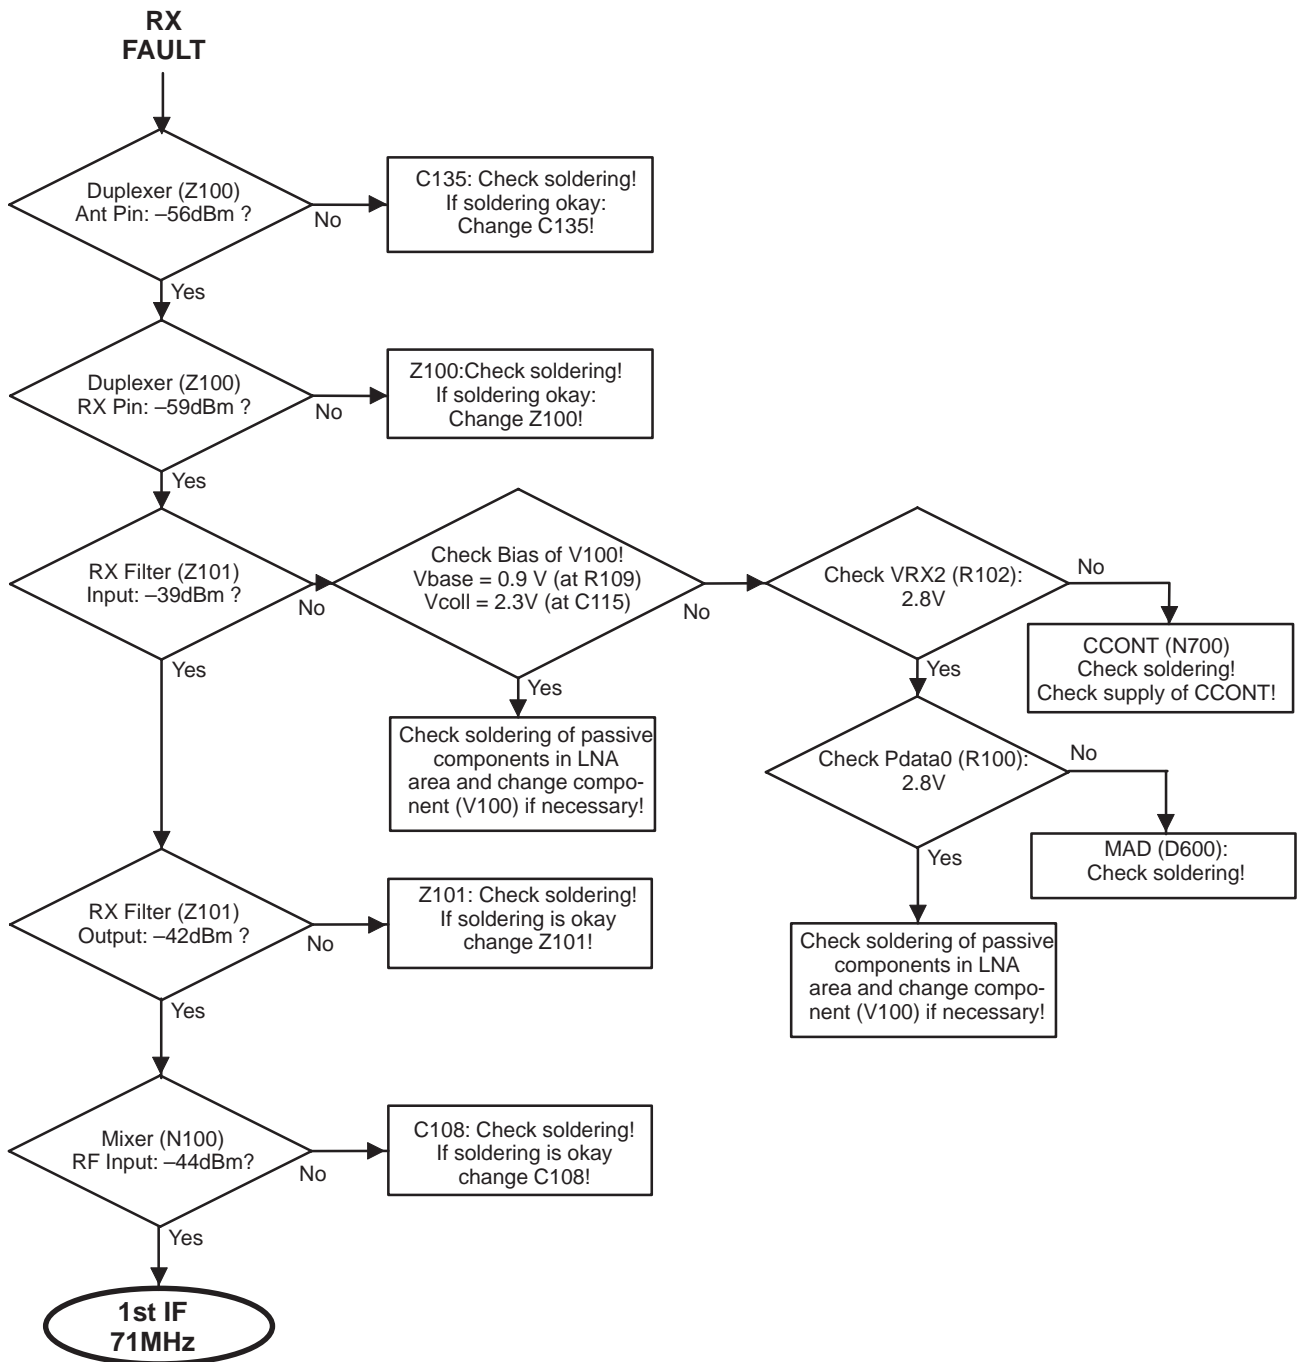 RX
FAULT
Duplexer (Z100)
Ant Pin: –56dBm ?
No
C135: Check soldering!
If soldering okay:
Change C135!
Yes
Duplexer (Z100)
RX Pin: –59dBm ?
No
Z100:Check soldering!
If soldering okay:
Change Z100!
Yes
RX Filter (Z101)
Input: –39dBm ?
No
Check Bias of V100!
Vbase = 0.9 V (at R109)
Vcoll = 2.3V (at C115)
No
Check VRX2 (R102):
2.8V
No
CCONT (N700)
Check soldering!
Check supply of CCONT!
Yes
Yes
Yes
Check soldering of passive
components in LNA
area and change compo-
nent (V100) if necessary!
Check Pdata0 (R100):
2.8V
No
MAD (D600):
Check soldering!
Yes
Check soldering of passive
components in LNA
area and change compo-
nent (V100) if necessary!
RX Filter (Z101)
Output: –42dBm ?
No
Z101: Check soldering!
If soldering is okay
change Z101!
Yes
Mixer (N100)
RF Input: –44dBm?
No
C108: Check soldering!
If soldering is okay
change C108!
Yes
1st IF
71MHz